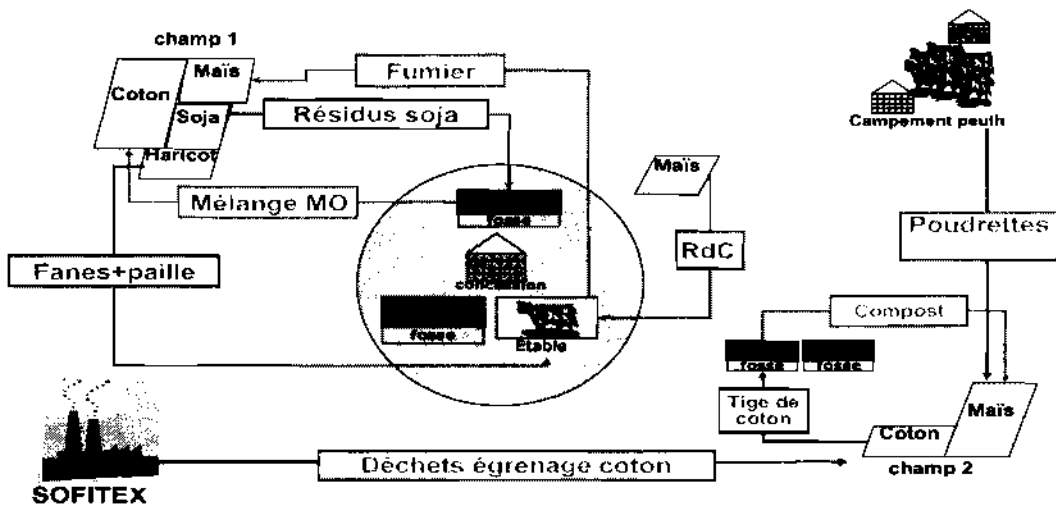 champ 1
Maïs
Coton
Soja
Haricot
Fumier
Résidus soja
Mélange MO
Fanes+paille
fosse
concession
fosse
Etable
Maïs
RdC
Campement peulh
Poudrettes
Compost
fosse
fosse
Tige de
coton
Maïs
Coton
champ 2
Déchets égrenage coton
SOFITEX